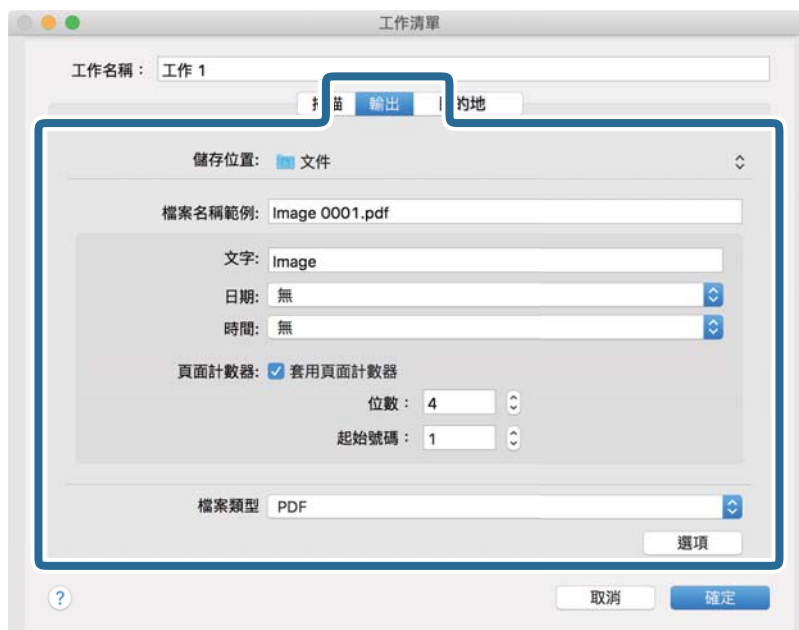 工作清單
工作名稱： 工作 1
描 輸出 的地
儲存位置: 文件
檔案名稱範例: Image 0001.pdf
文字: Image
日期: 無
時間: 無
頁面計數器: 套用頁面計數器
位數： 4
起始號碼： 1
檔案類型 PDF
選項
? 取消 確定